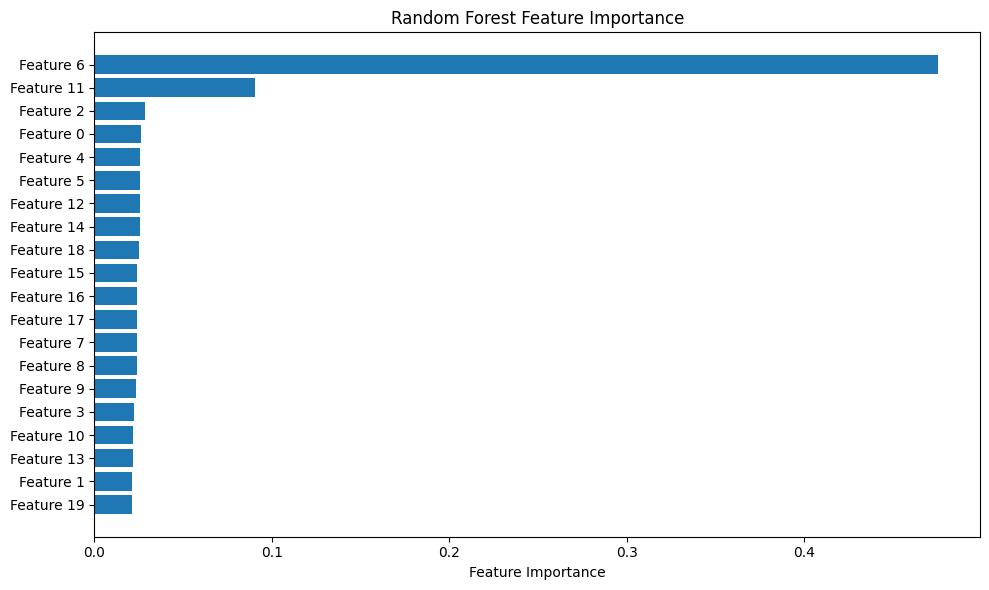 Random Forest Feature Importance
Feature 6
Feature 11
Feature 2
Feature 0
Feature 4
Feature 5
Feature 12
Feature 14
Feature 18
Feature 15
Feature 16
Feature 17
Feature 7
Feature 8
Feature 9
Feature 3
Feature 10
Feature 13
Feature 1
Feature 19
0.0 0.1 0.2 0.3 0.4
Feature Importance